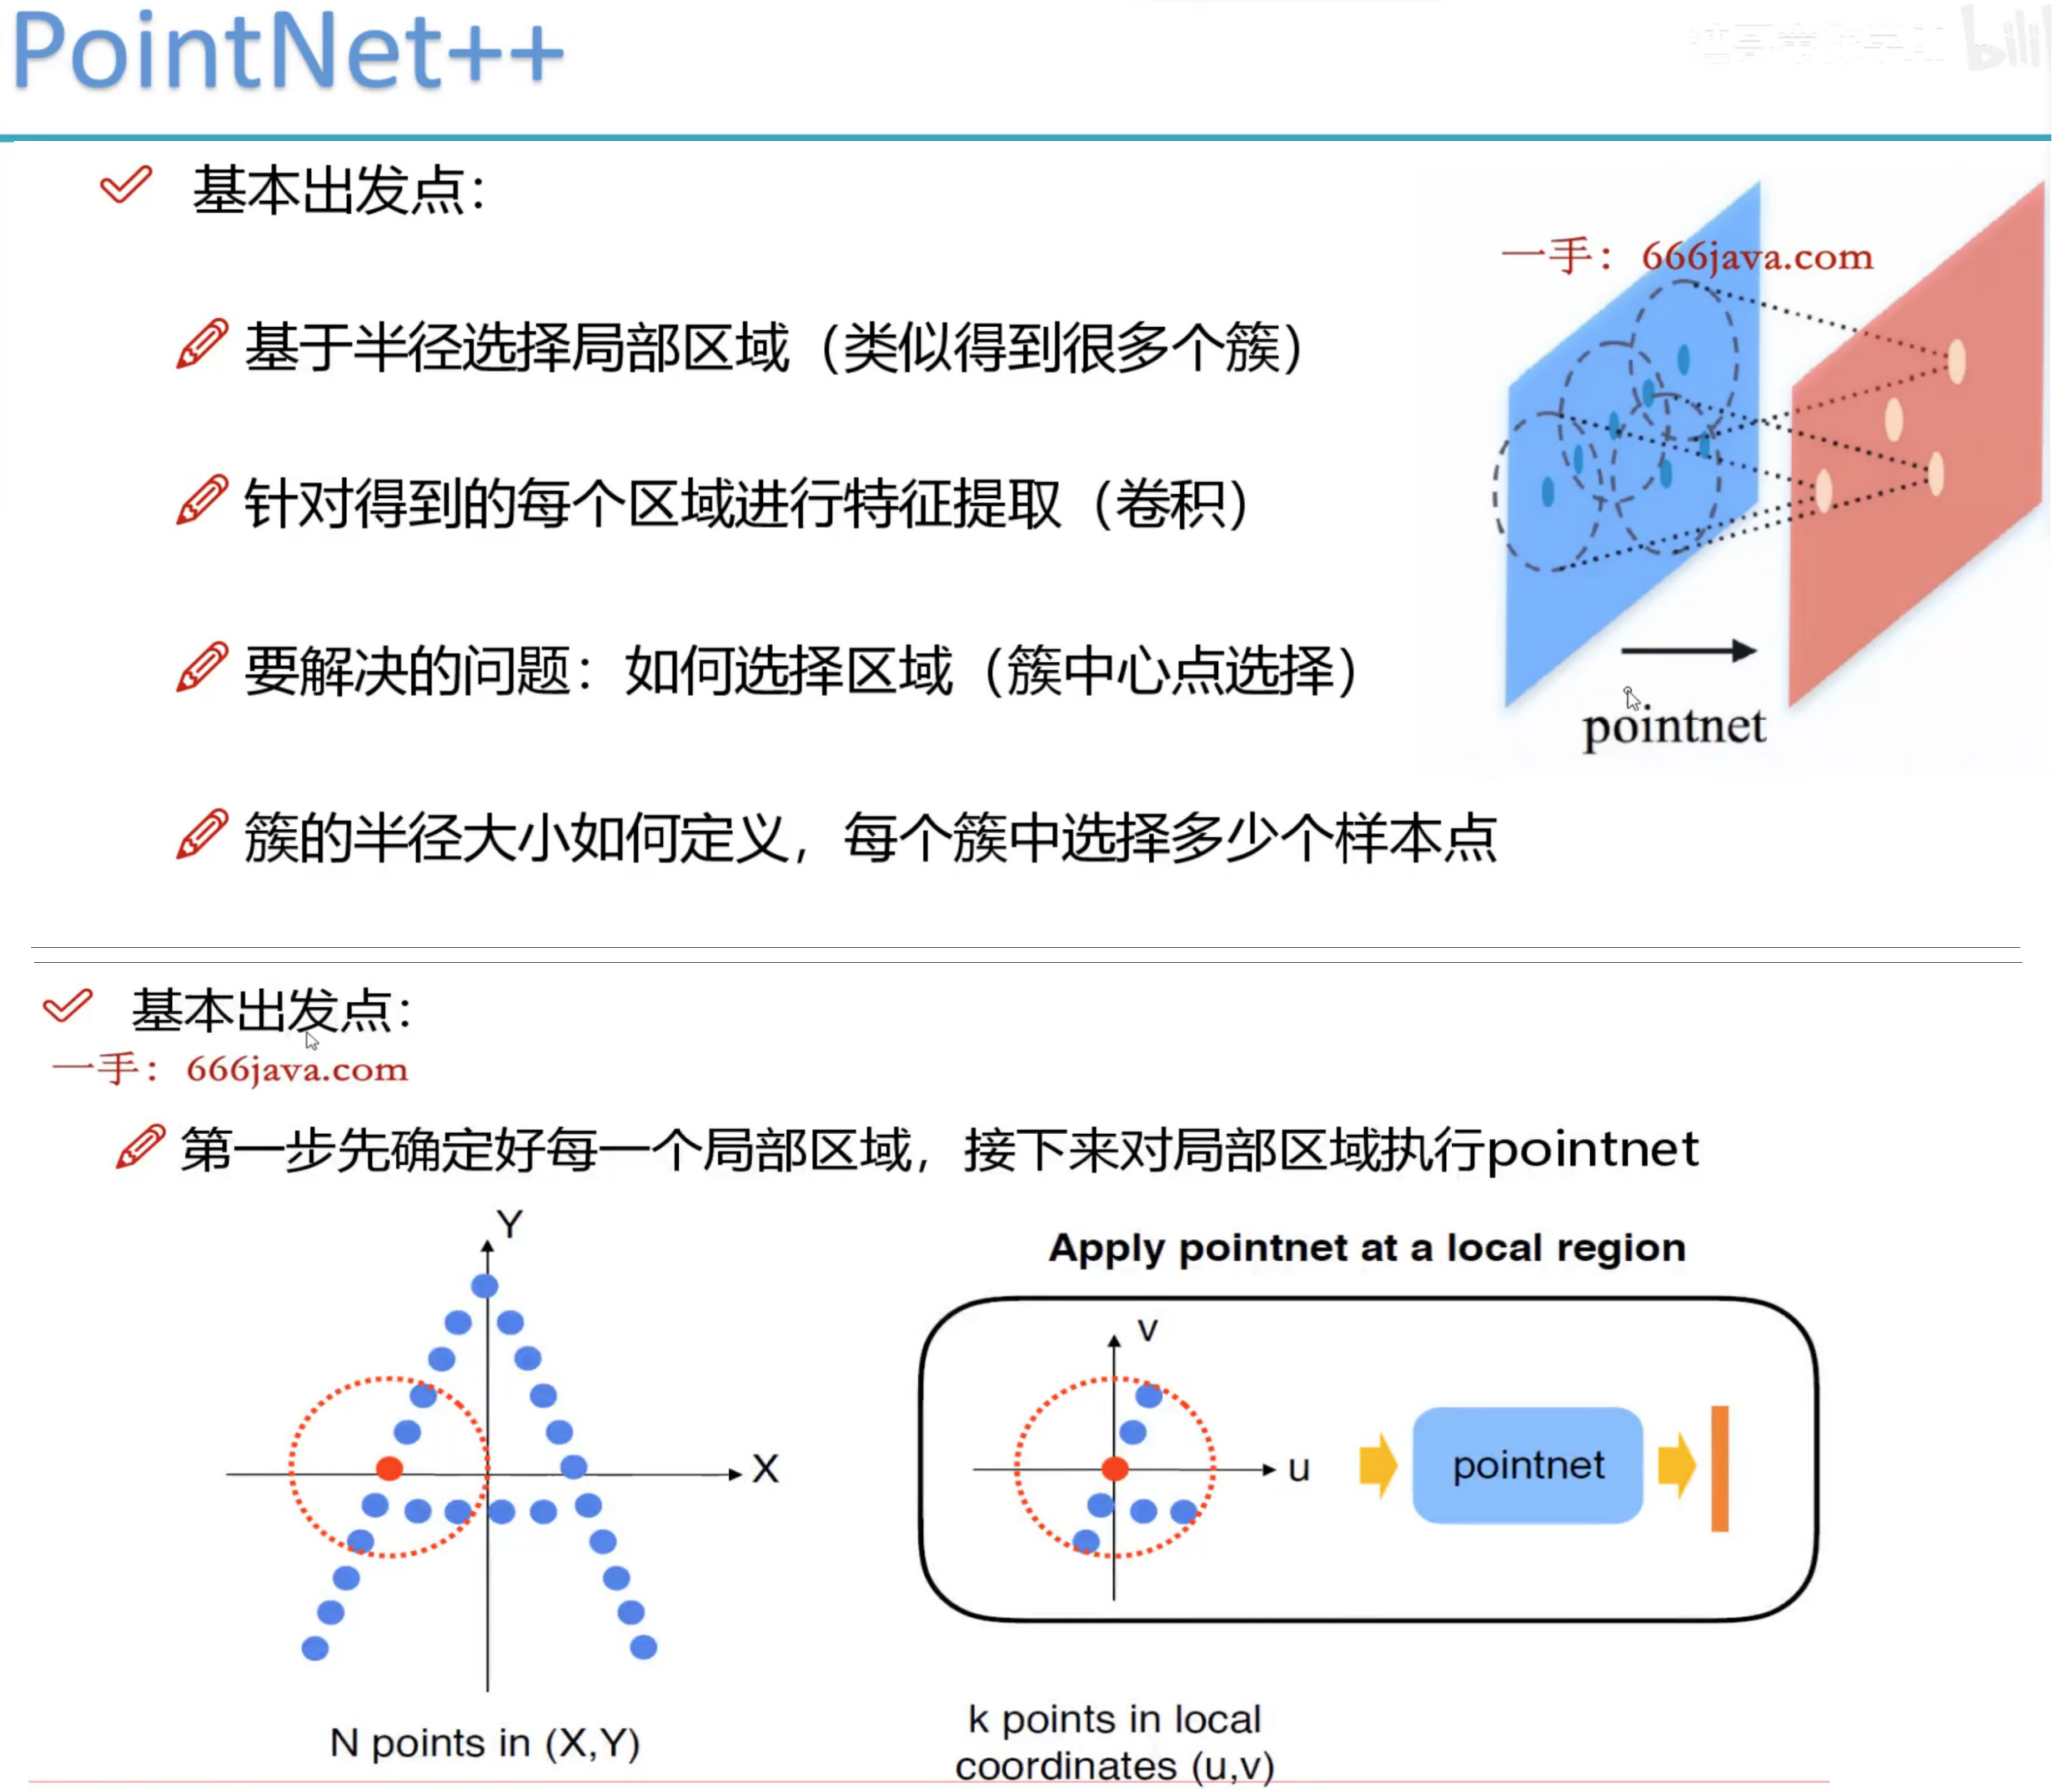 PointNet++
基本出发点：
一手：666java.com
基于半径选择局部区域（类似得到很多个簇）
针对得到的每个区域进行特征提取（卷积）
要解决的问题：如何选择区域（簇中心点选择）
pointnet
簇的半径大小如何定义，每个簇中选择多少个样本点
基本出发点：
一手：666java.com
第一步先确定好每一个局部区域，接下来对局部区域执行pointnet
Y
X
N points in (X,Y)
Apply pointnet at a local region
v
u
pointnet
k points in local
coordinates (u,v)